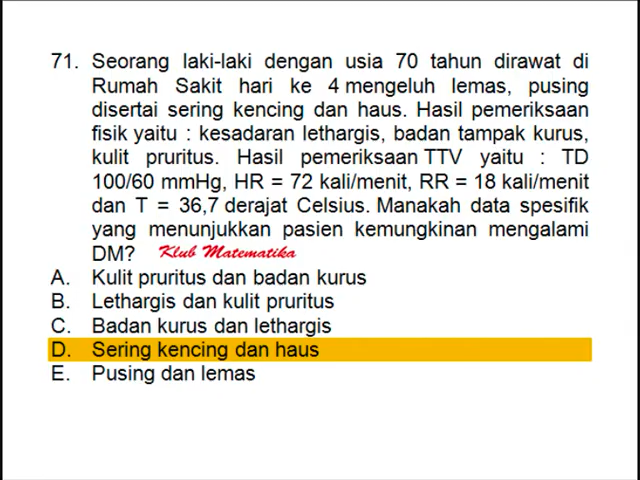 71. Seorang laki-laki dengan usia 70 tahun dirawat di
Rumah Sakit hari ke 4 mengeluh lemas, pusing
disertai sering kencing dan haus. Hasil pemeriksaan
fisik yaitu : kesadaran lethargis, badan tampak kurus,
kulit pruritus. Hasil pemeriksaan TTV yaitu : TD
100/60 mmHg, HR = 72 kali/menit, RR = 18 kali/menit
dan T = 36,7 derajat Celsius. Manakah data spesifik
yang menunjukkan pasien kemungkinan mengalami
DM? Klub Matematika
A. Kulit pruritus dan badan kurus
B. Lethargis dan kulit pruritus
C. Badan kurus dan lethargis
D. Sering kencing dan haus
E. Pusing dan lemas